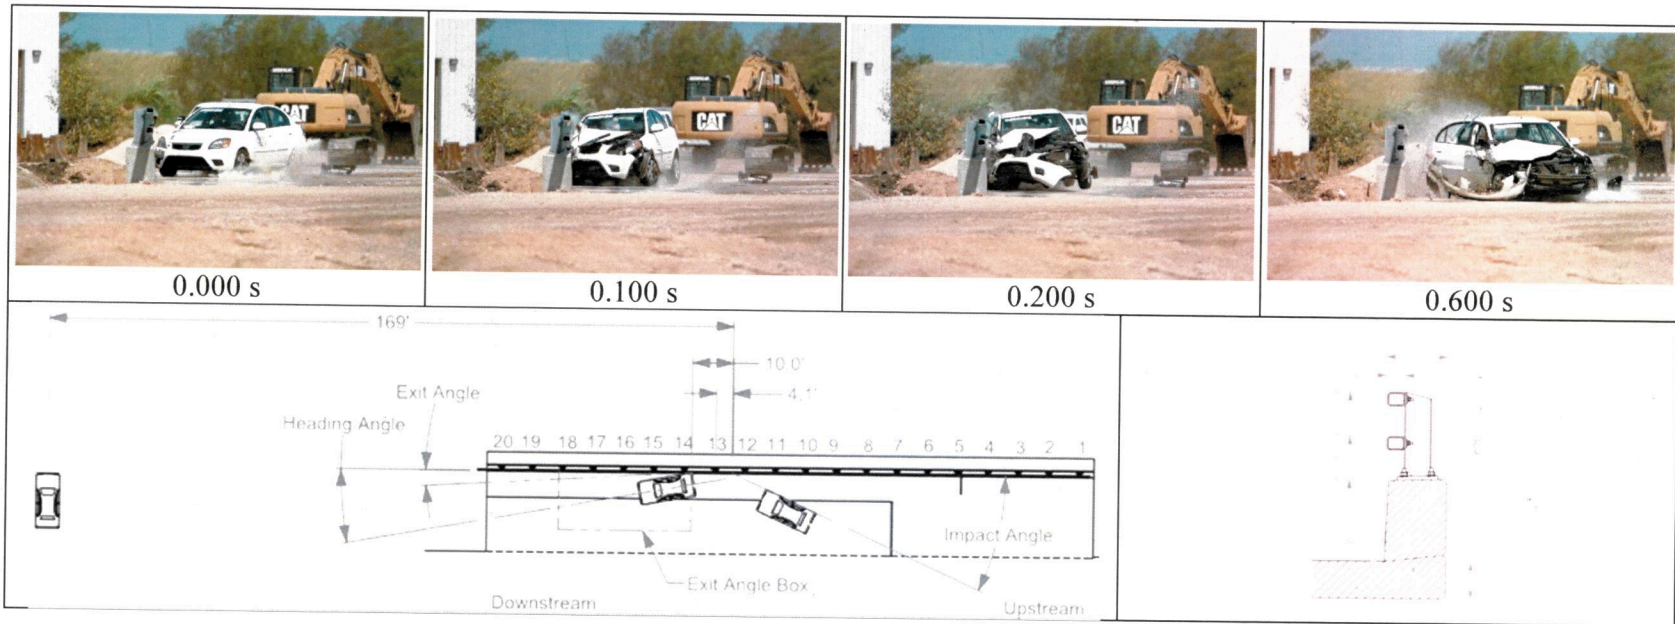 CAT
CAT
CAT
0.000 s
0.100 s
0.200 s
0.600 s
169'
10.0'
4.1'
Exit Angle
Heading Angle
20 19 18 17 16 15 14 13 12 11 10 9 8 7 6 5 4 3 2 1
Impact Angle
Exit Angle Box
Downstream
Upstream